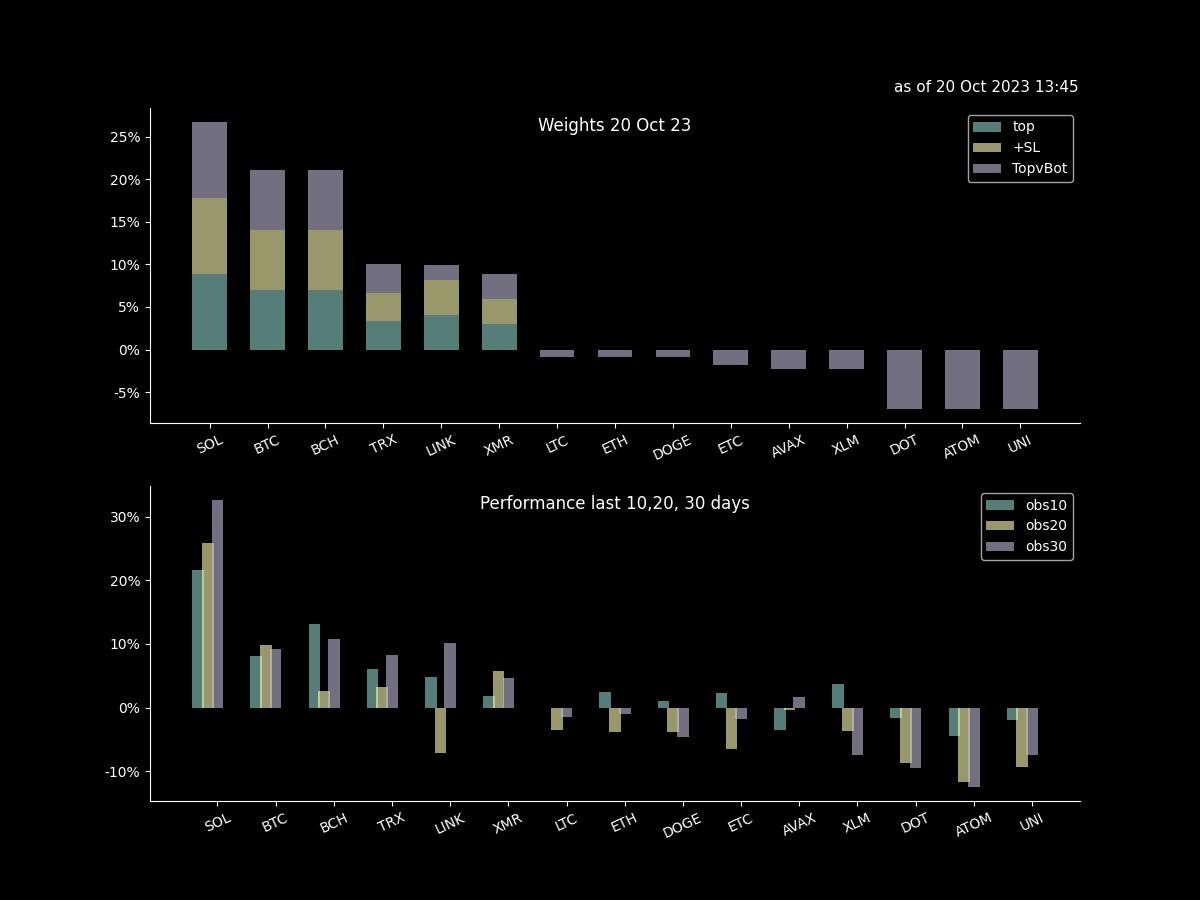 as of 20 Oct 2023 13:45
Weights 20 Oct 23
top
+SL
TopvBot
25%
20%
15%
10%
5%
0%
-5%
SOL BTC BCH TRX LINK XMR LTC ETH DOGE ETC AVAX XLM DOT ATOM UNI
Performance last 10,20, 30 days
obs10
obs20
obs30
30%
20%
10%
0%
-10%
SOL BTC BCH TRX LINK XMR LTC ETH DOGE ETC AVAX XLM DOT ATOM UNI